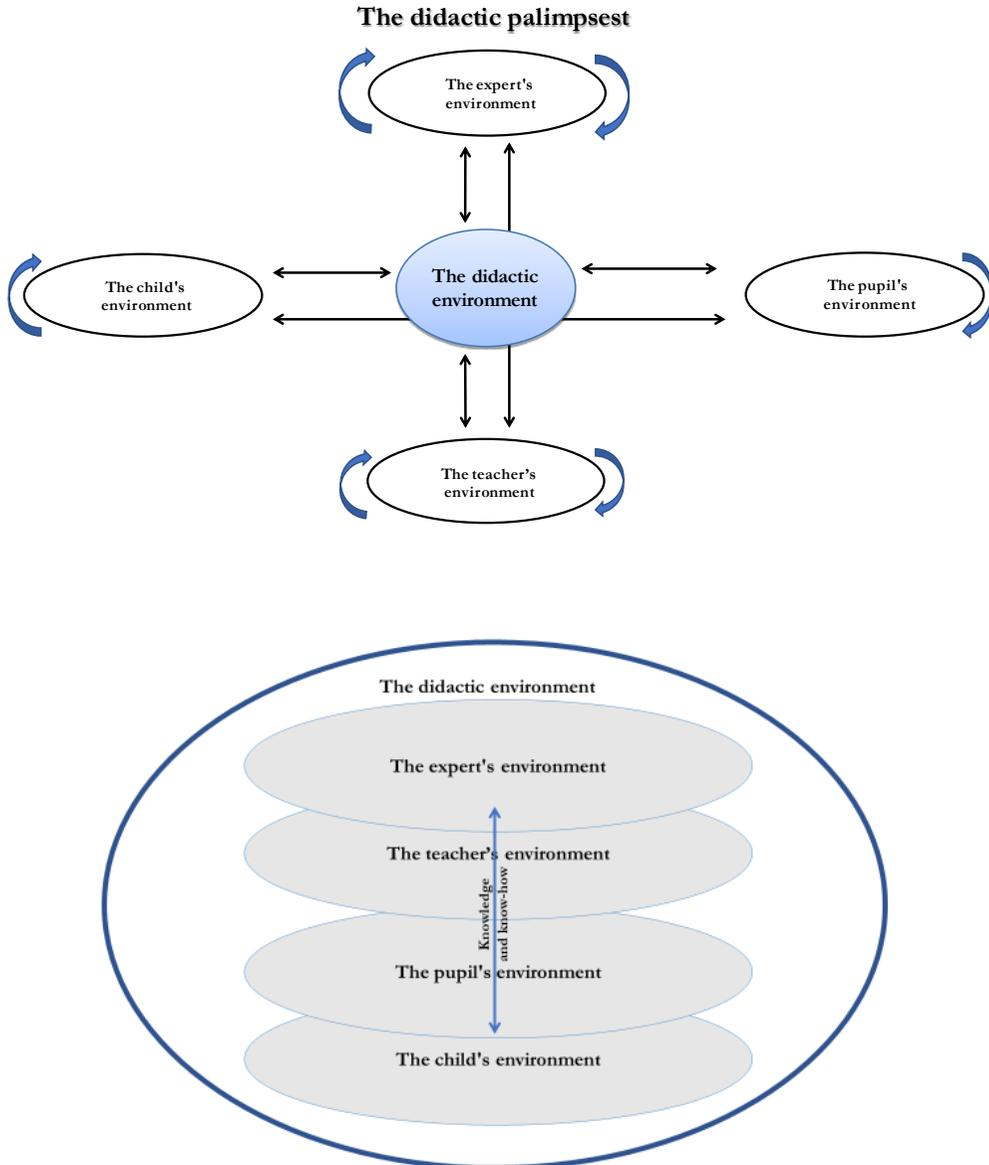 The didactic palimpsest
The expert's
environment
The child's
environment
The didactic
environment
The pupil's
environment
The teacher’s
environment
The didactic environment
The expert's environment
The teacher’s environment
Knowledge
and know-how
The pupil's environment
The child's environment